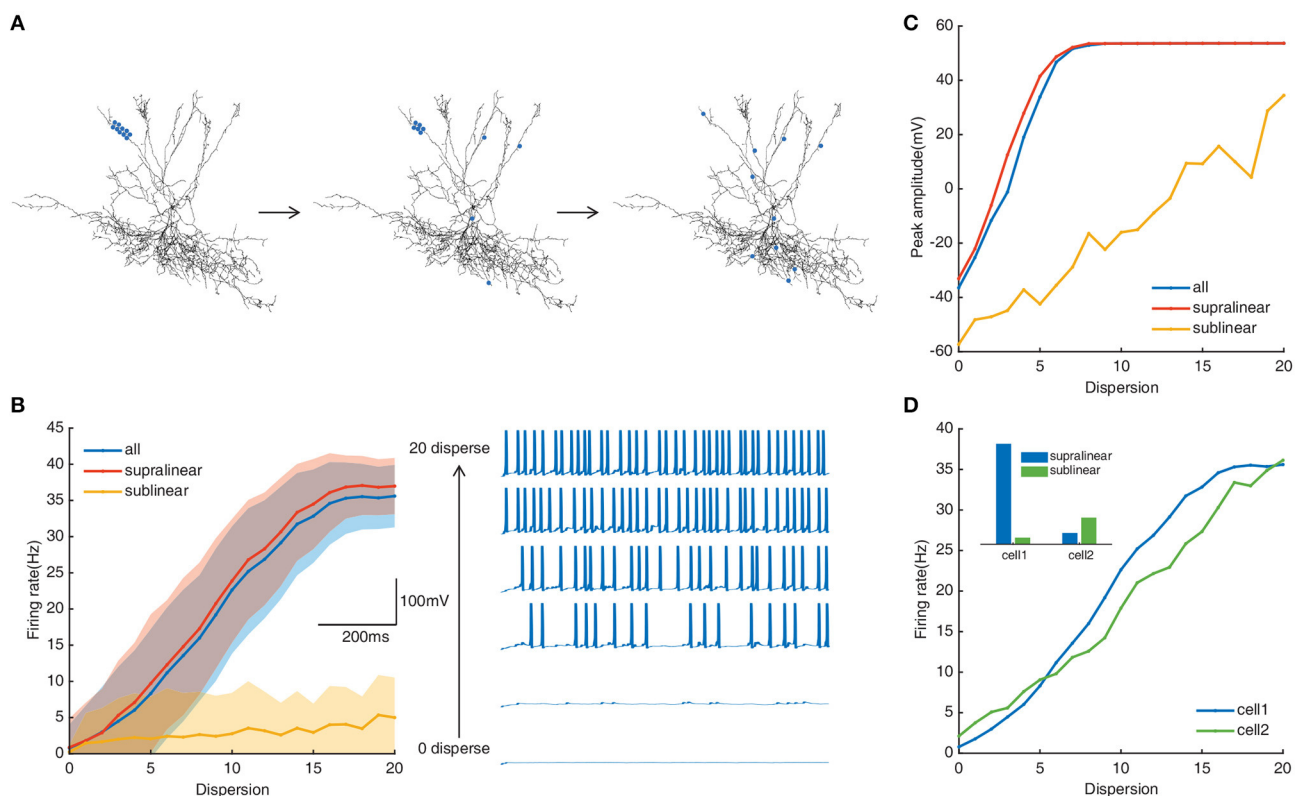 A
B
45
40
35
30
25
20
15
10
5
0
Firing rate(Hz)
all
supralinear
sublinear
100mV
200ms
0 5 10 15 20
Dispersion
20 disperse
0 disperse
C
60
40
20
0
-20
-40
-60
Peak amplitude(mV)
all
supralinear
sublinear
0 5 10 15 20
Dispersion
D
40
35
30
25
20
15
10
5
0
Firing rate(Hz)
supralinear
sublinear
cell1 cell2
cell1
cell2
0 5 10 15 20
Dispersion